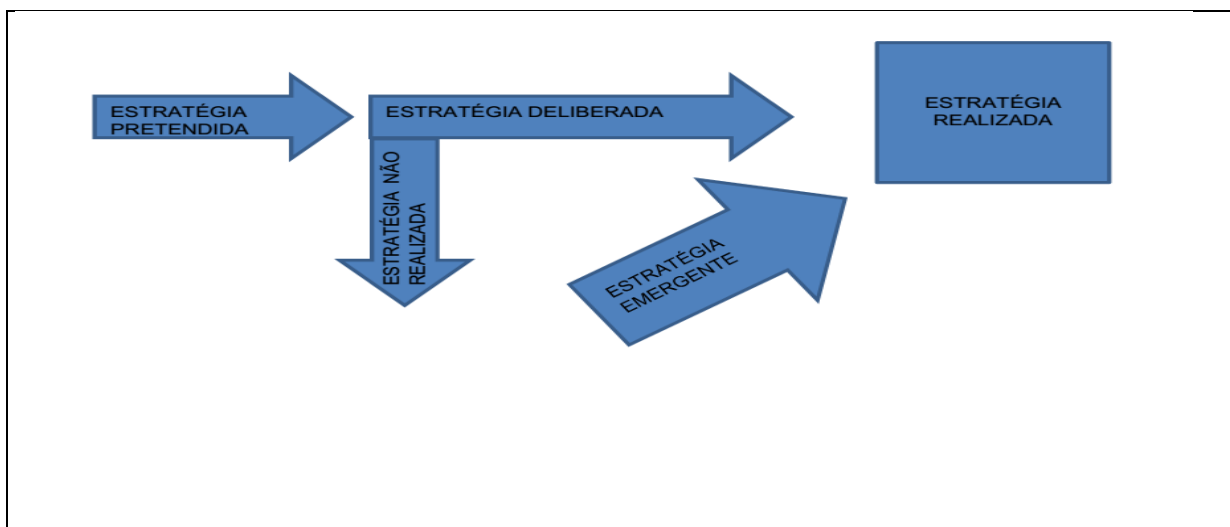 ESTRATÉGIA
PRETENDIDA
ESTRATÉGIA DELIBERADA
ESTRATÉGIA
REALIZADA
ESTRATÉGIA NÃO
REALIZADA
ESTRATÉGIA
EMERGENTE